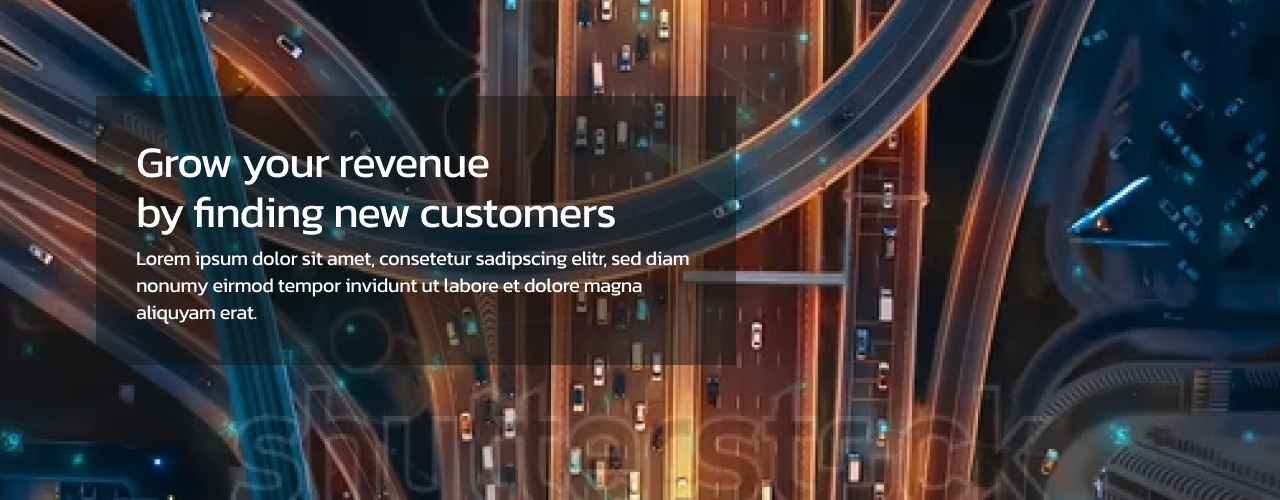 Grow your revenue
by finding new customers
Lorem ipsum dolor sit amet, consetetur sadipscing elitr, sed diam
nonumy eirmod tempor invidunt ut labore et dolore magna
aliquyam erat.
shutterstock